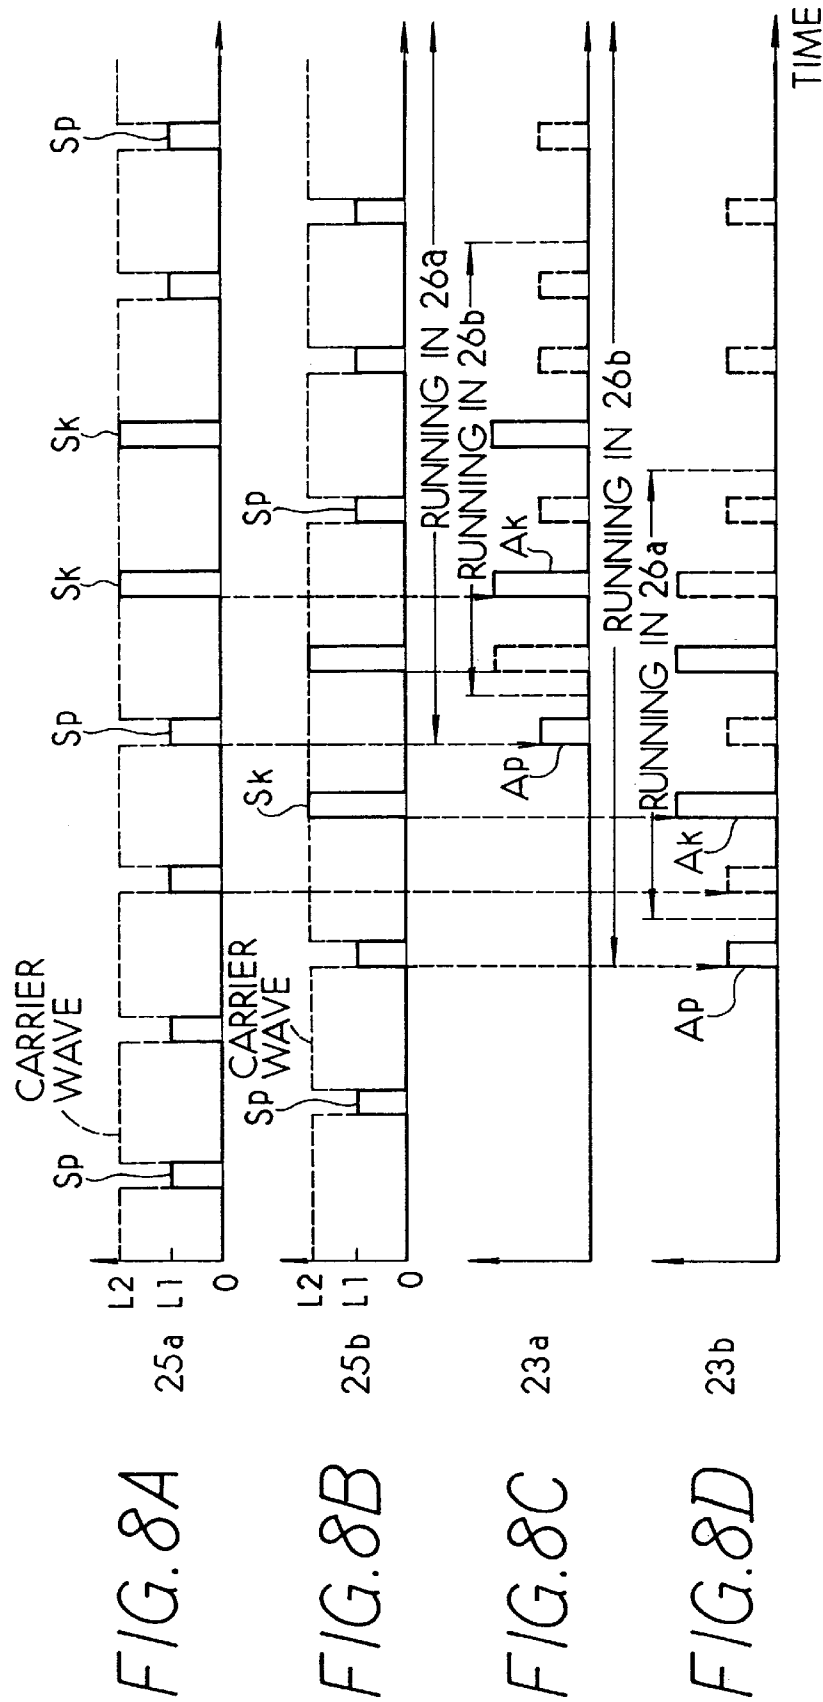 FIG.8A
25a
L2
L1
0
CARRIER
WAVE
Sp
Sp
Sk
Sk
Sp
FIG.8B
25b
L2
L1
0
Sp
CARRIER
WAVE
Sk
Sp
FIG.8C
23a
RUNNING IN 26a
RUNNING IN 26b
Ap
Ak
FIG.8D
23b
RUNNING IN 26b
RUNNING IN 26a
Ap
Ak
TIME